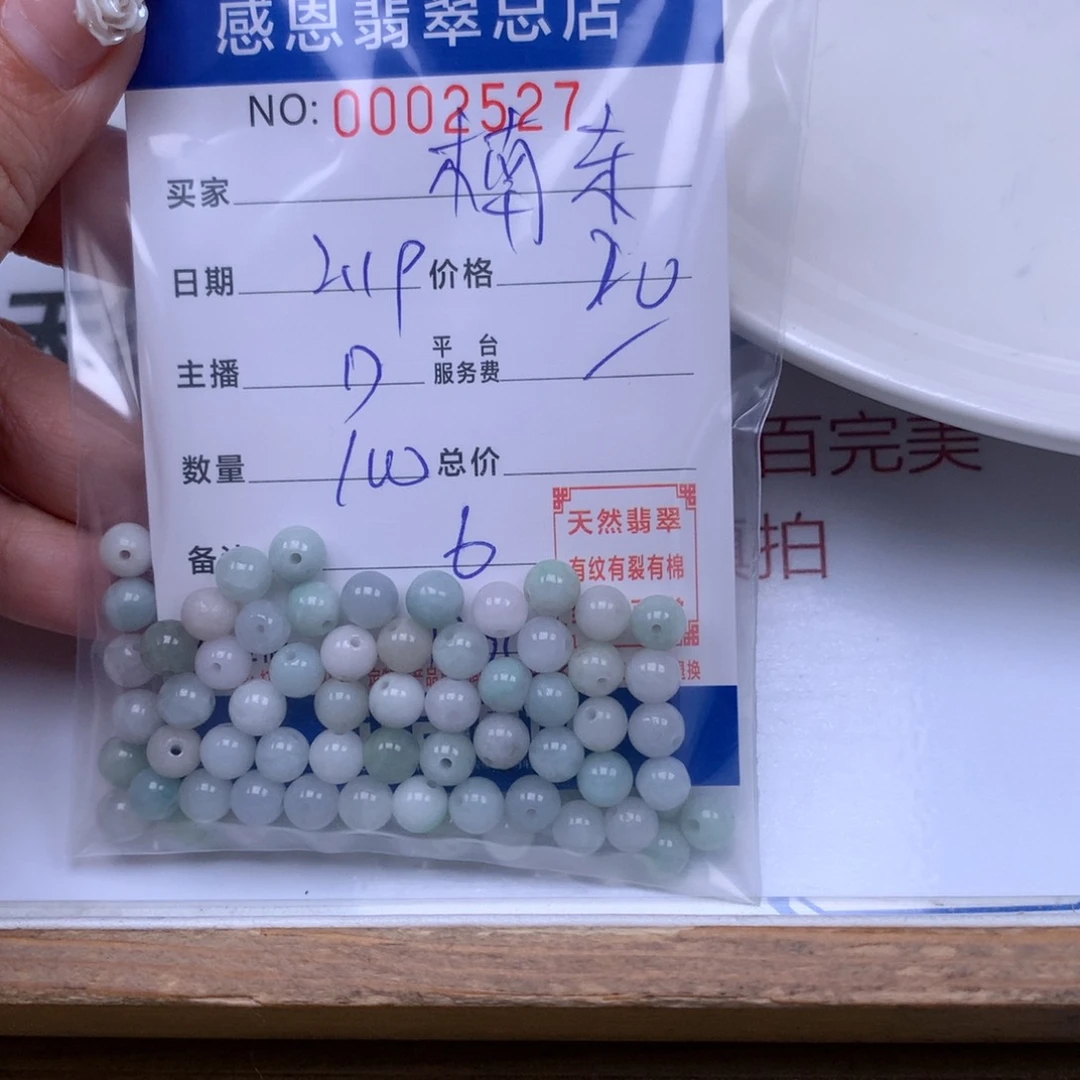 感恩翡翠总店
NO: 0002527
买家 楠东
日期 价格 20
主播 平台服务费 /
数量 100 总价
备 6
天然翡翠
有纹有裂有棉
退换
百完美
拍